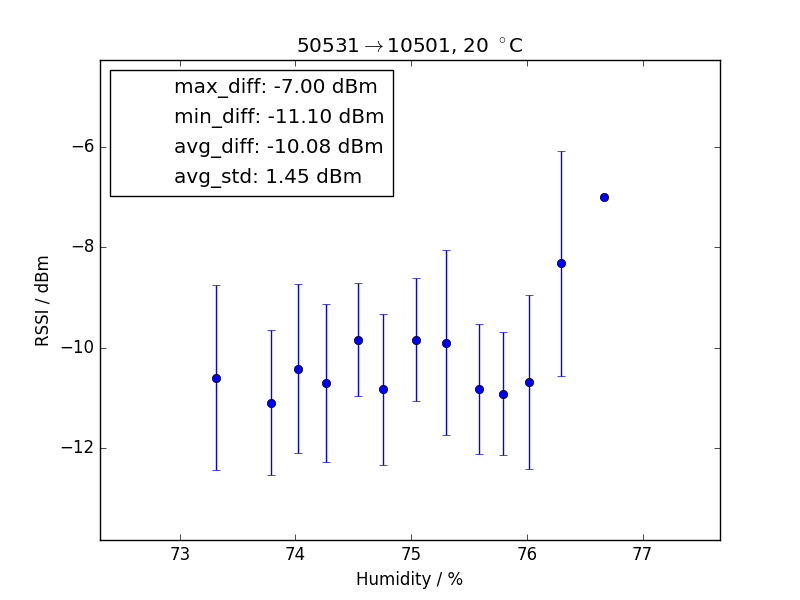 50531→10501, 20 °C
max_diff: -7.00 dBm
min_diff: -11.10 dBm
avg_diff: -10.08 dBm
avg_std: 1.45 dBm
RSSI / dBm
−6
−8
−10
−12
73 74 75 76 77
Humidity / %